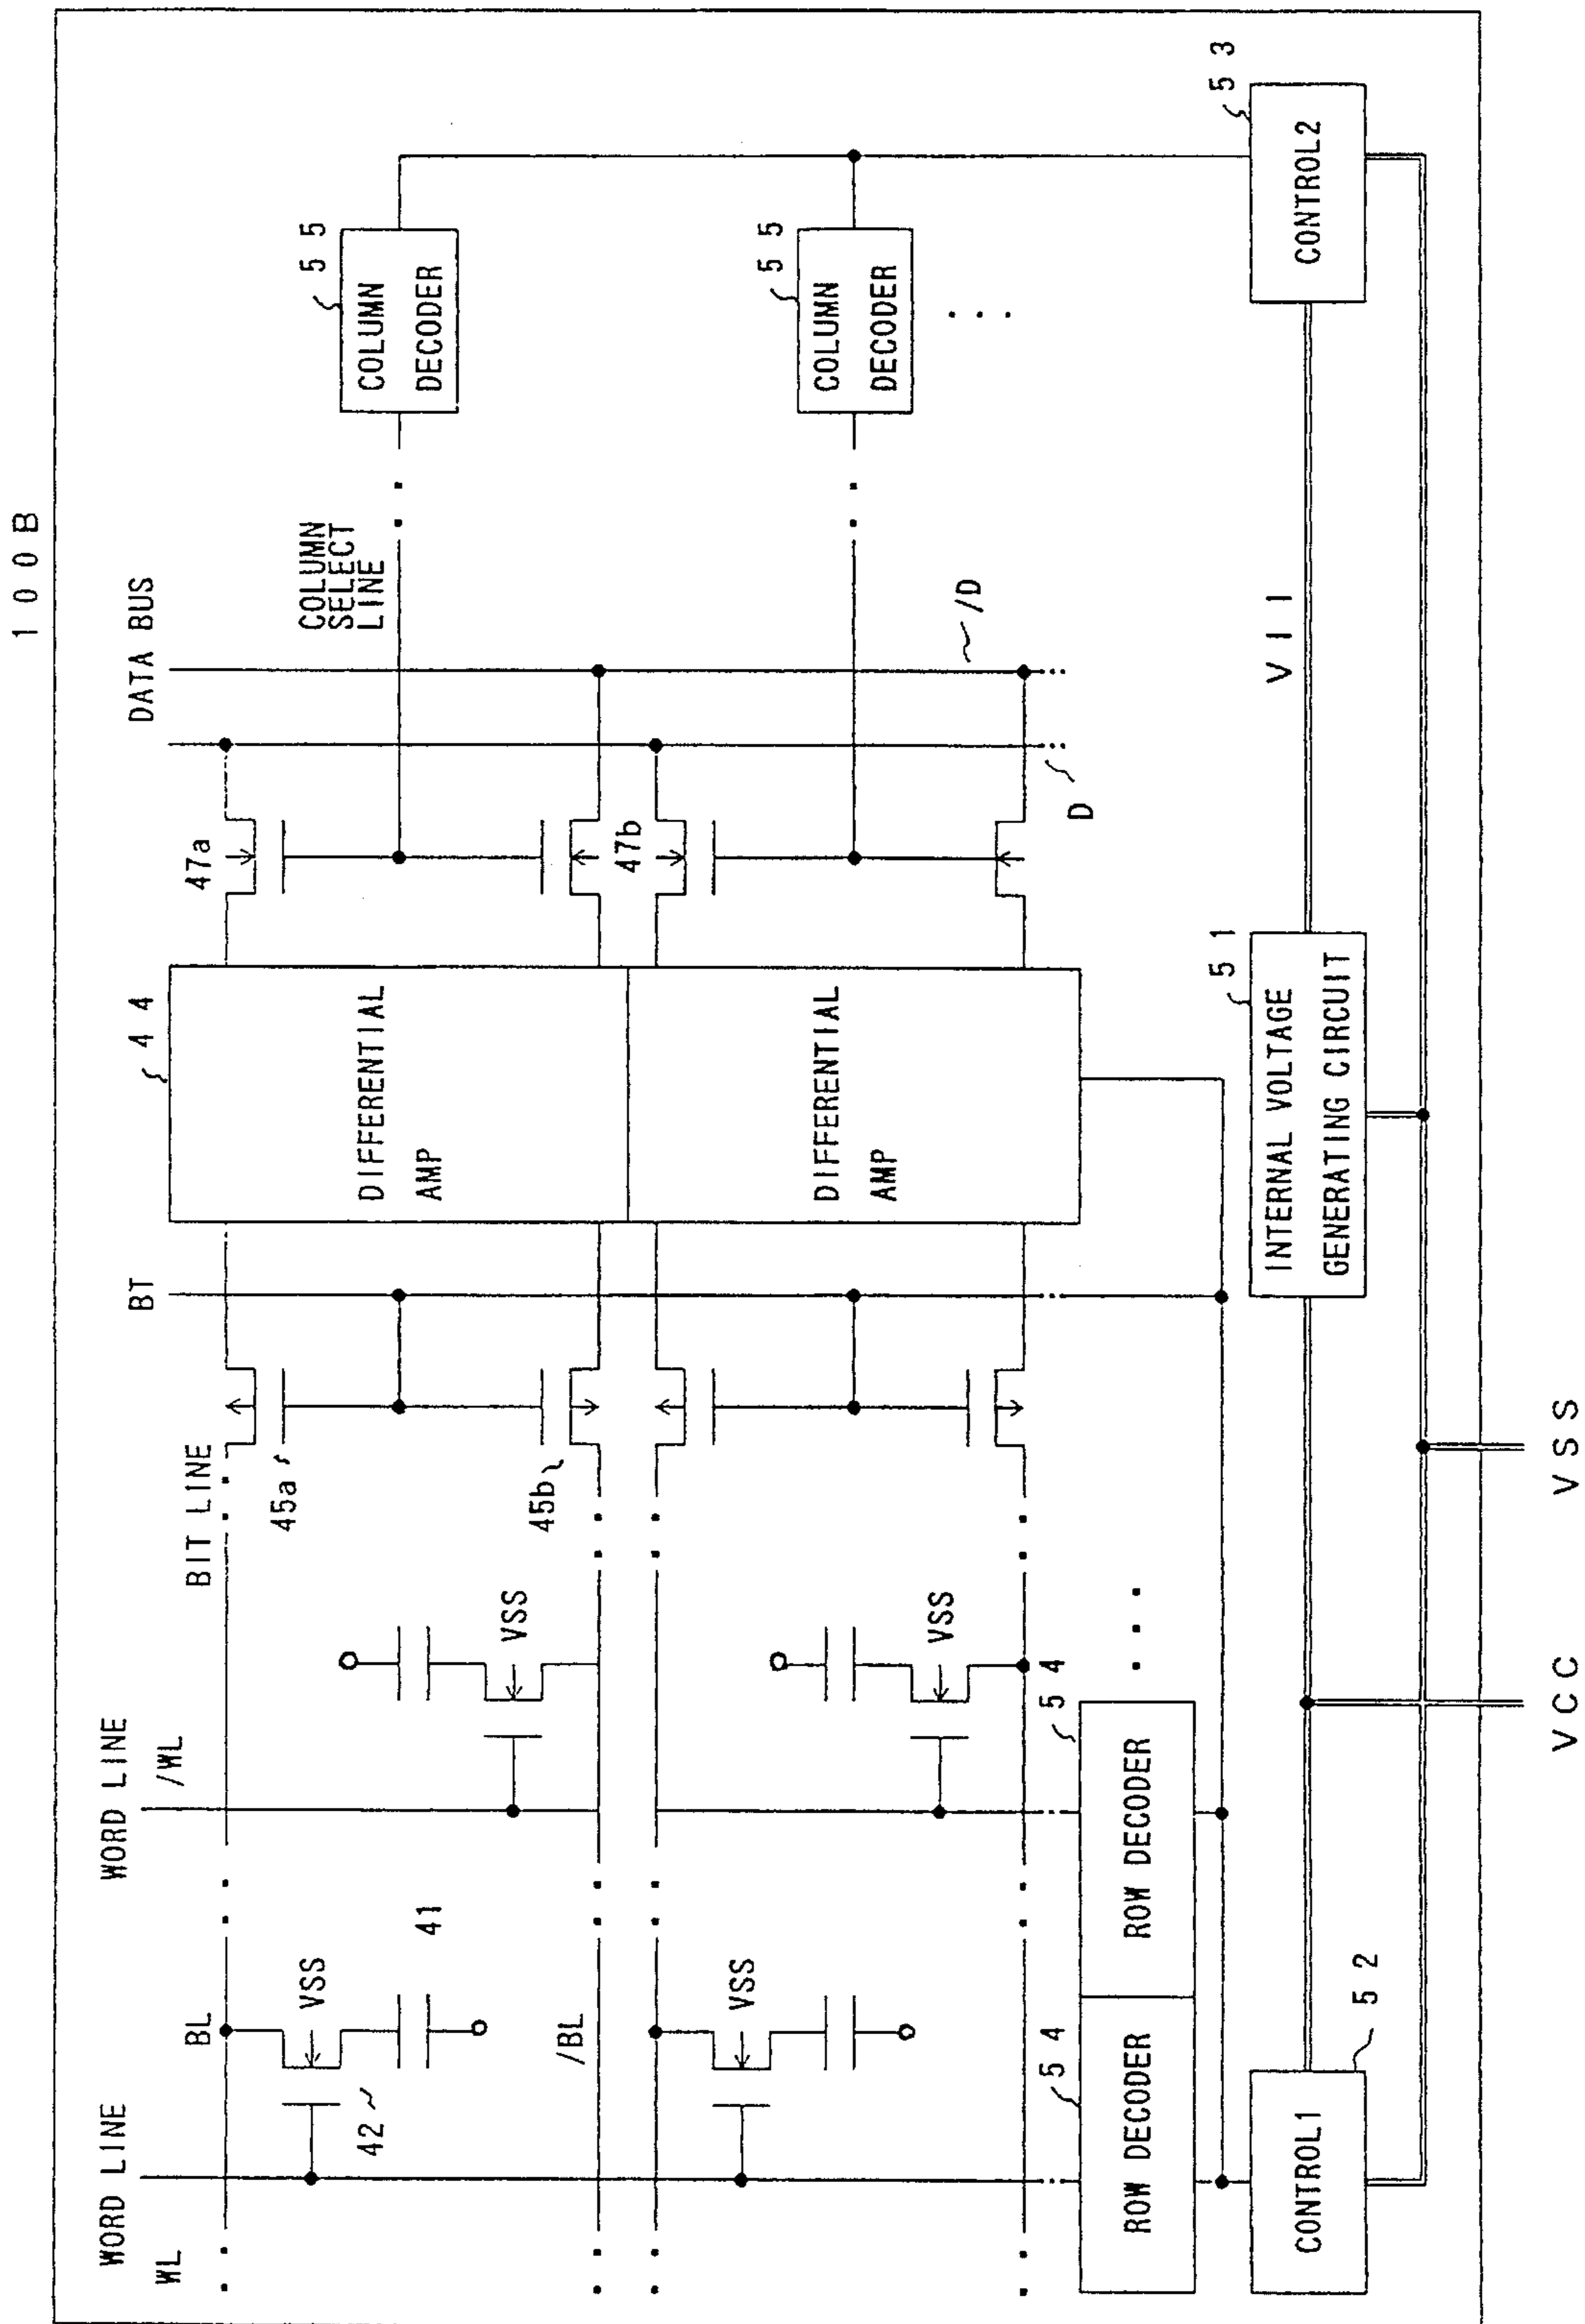 100B
WORD LINE
WL
WORD LINE
/WL
BIT LINE
BT
DATA BUS
BL
VSS
42
41
/BL
VSS
VSS
VSS
45a
45b
44
DIFFERENTIAL
AMP
DIFFERENTIAL
AMP
47a
47b
COLUMN
SELECT
LINE
D
/D
55
COLUMN
DECODER
55
COLUMN
DECODER
...
54
ROW DECODER
54
ROW DECODER
...
CONTROL1
52
51
INTERNAL VOLTAGE
GENERATING CIRCUIT
VII
53
CONTROL2
VCC
VSS